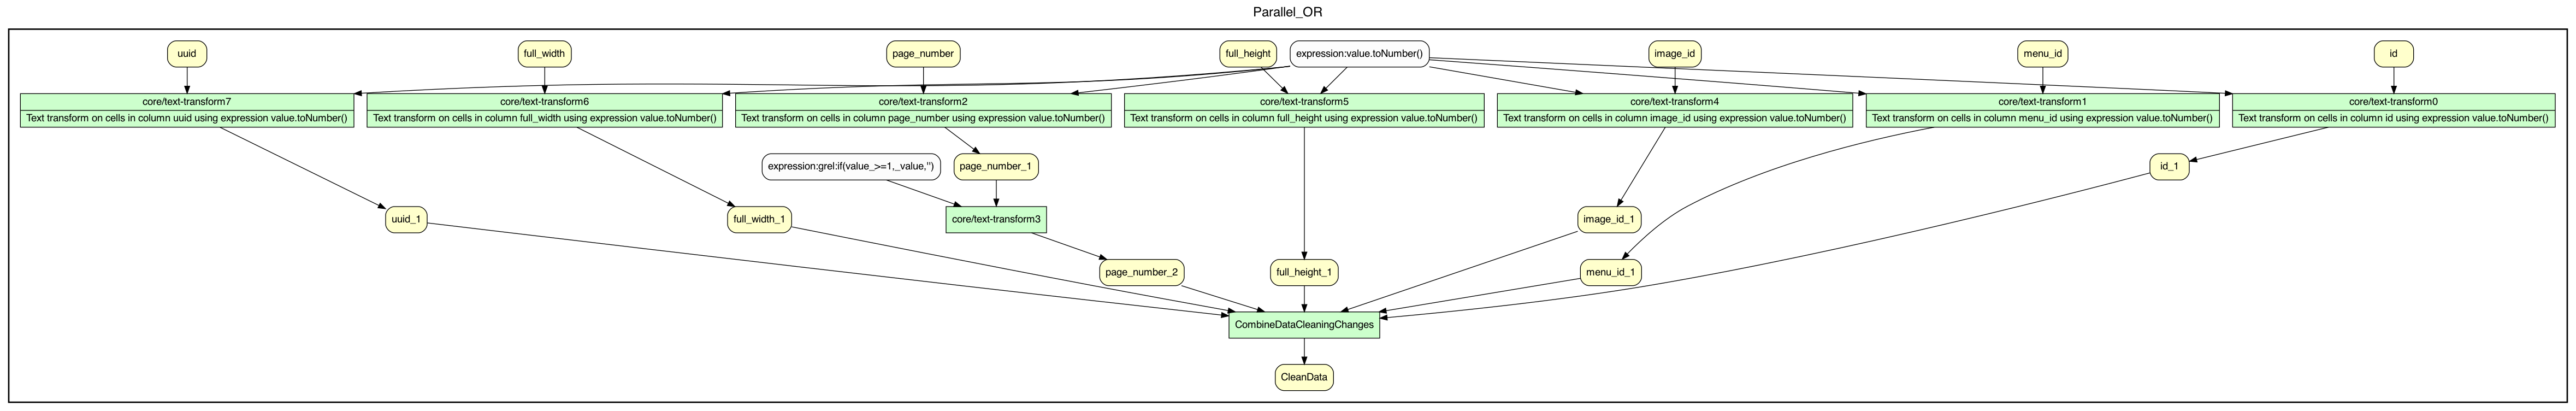 Parallel_OR
uuid
full_width
page_number
full_height
expression:value.toNumber()
image_id
menu_id
id
core/text-transform7
Text transform on cells in column uuid using expression value.toNumber()
core/text-transform6
Text transform on cells in column full_width using expression value.toNumber()
core/text-transform2
Text transform on cells in column page_number using expression value.toNumber()
core/text-transform5
Text transform on cells in column full_height using expression value.toNumber()
core/text-transform4
Text transform on cells in column image_id using expression value.toNumber()
core/text-transform1
Text transform on cells in column menu_id using expression value.toNumber()
core/text-transform0
Text transform on cells in column id using expression value.toNumber()
expression:grel:if(value_>=1,_value,'')
page_number_1
id_1
uuid_1
full_width_1
core/text-transform3
image_id_1
page_number_2
full_height_1
menu_id_1
CombineDataCleaningChanges
CleanData